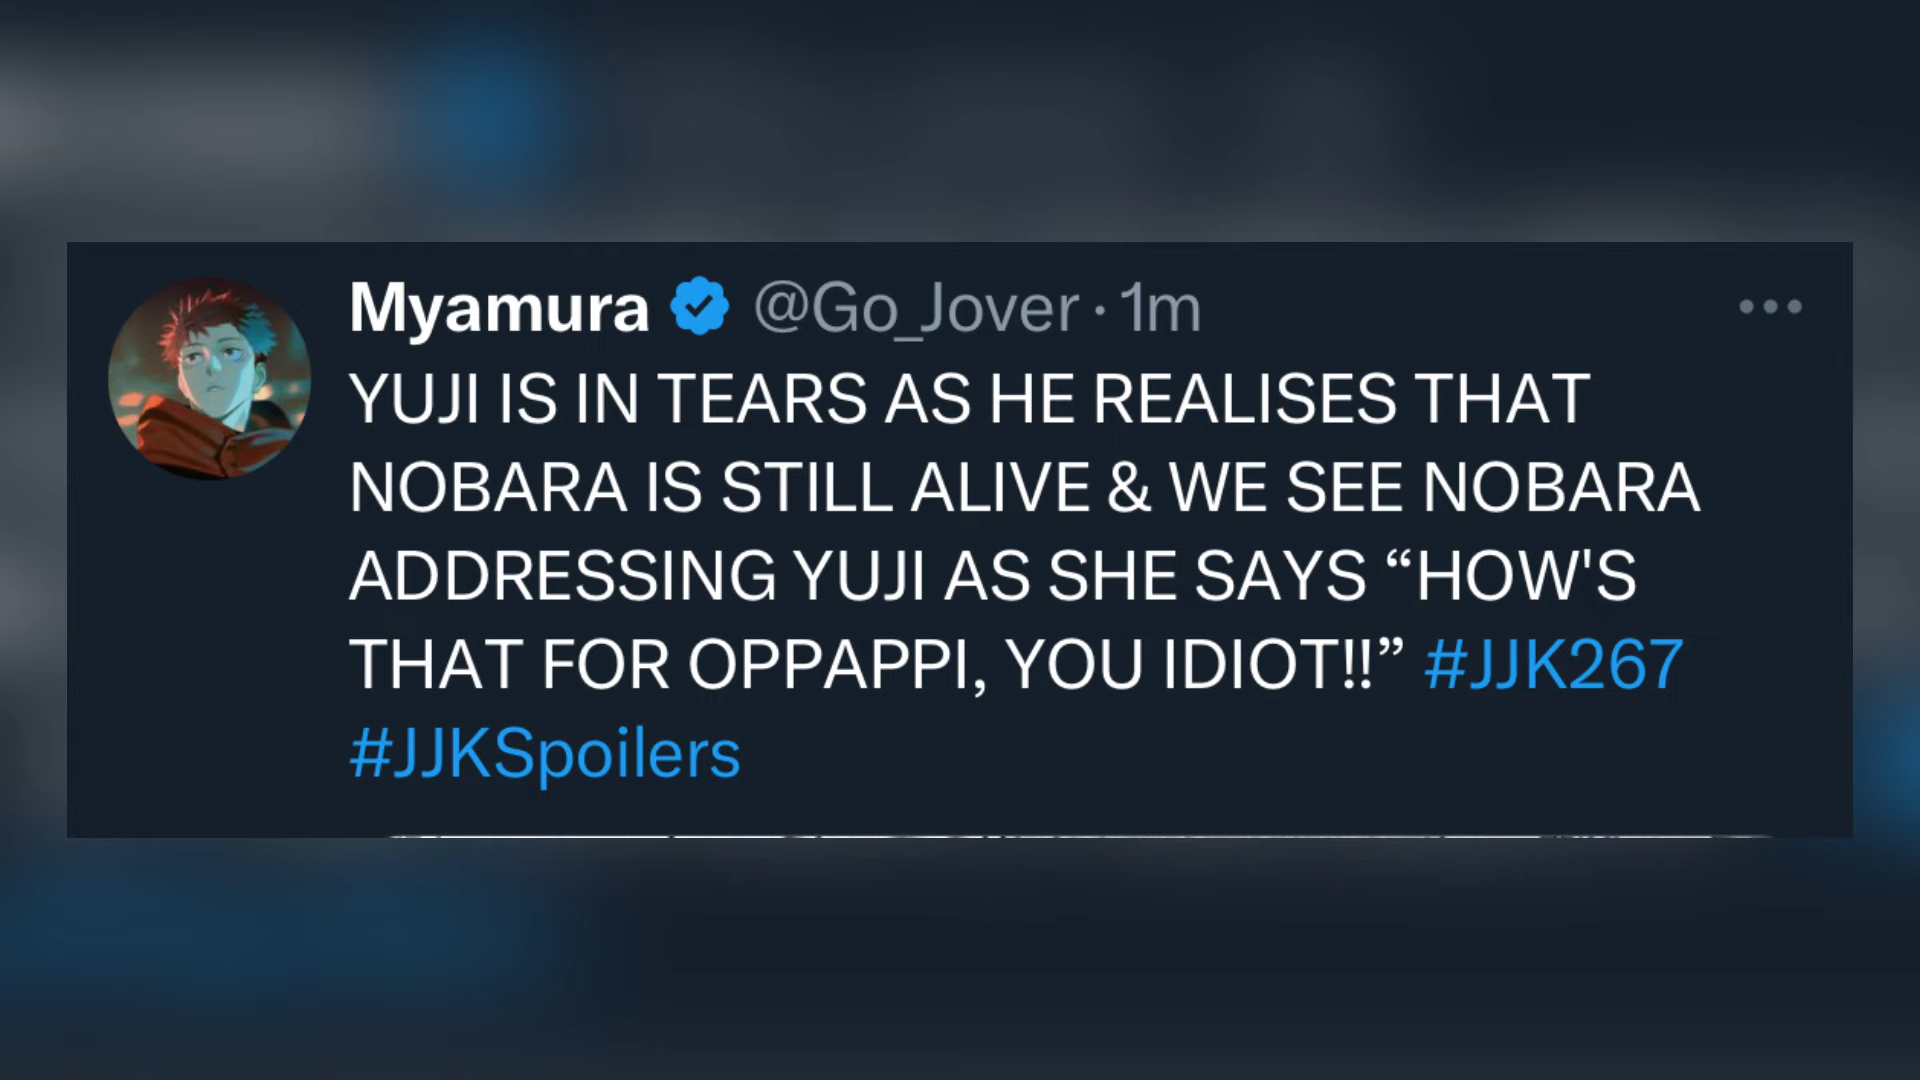 Myamura @Go_Jover · 1m
YUJI IS IN TEARS AS HE REALISES THAT
NOBARA IS STILL ALIVE & WE SEE NOBARA
ADDRESSING YUJI AS SHE SAYS “HOW'S
THAT FOR OPPAPPI, YOU IDIOT!!” #JJK267
#JJKSpoilers